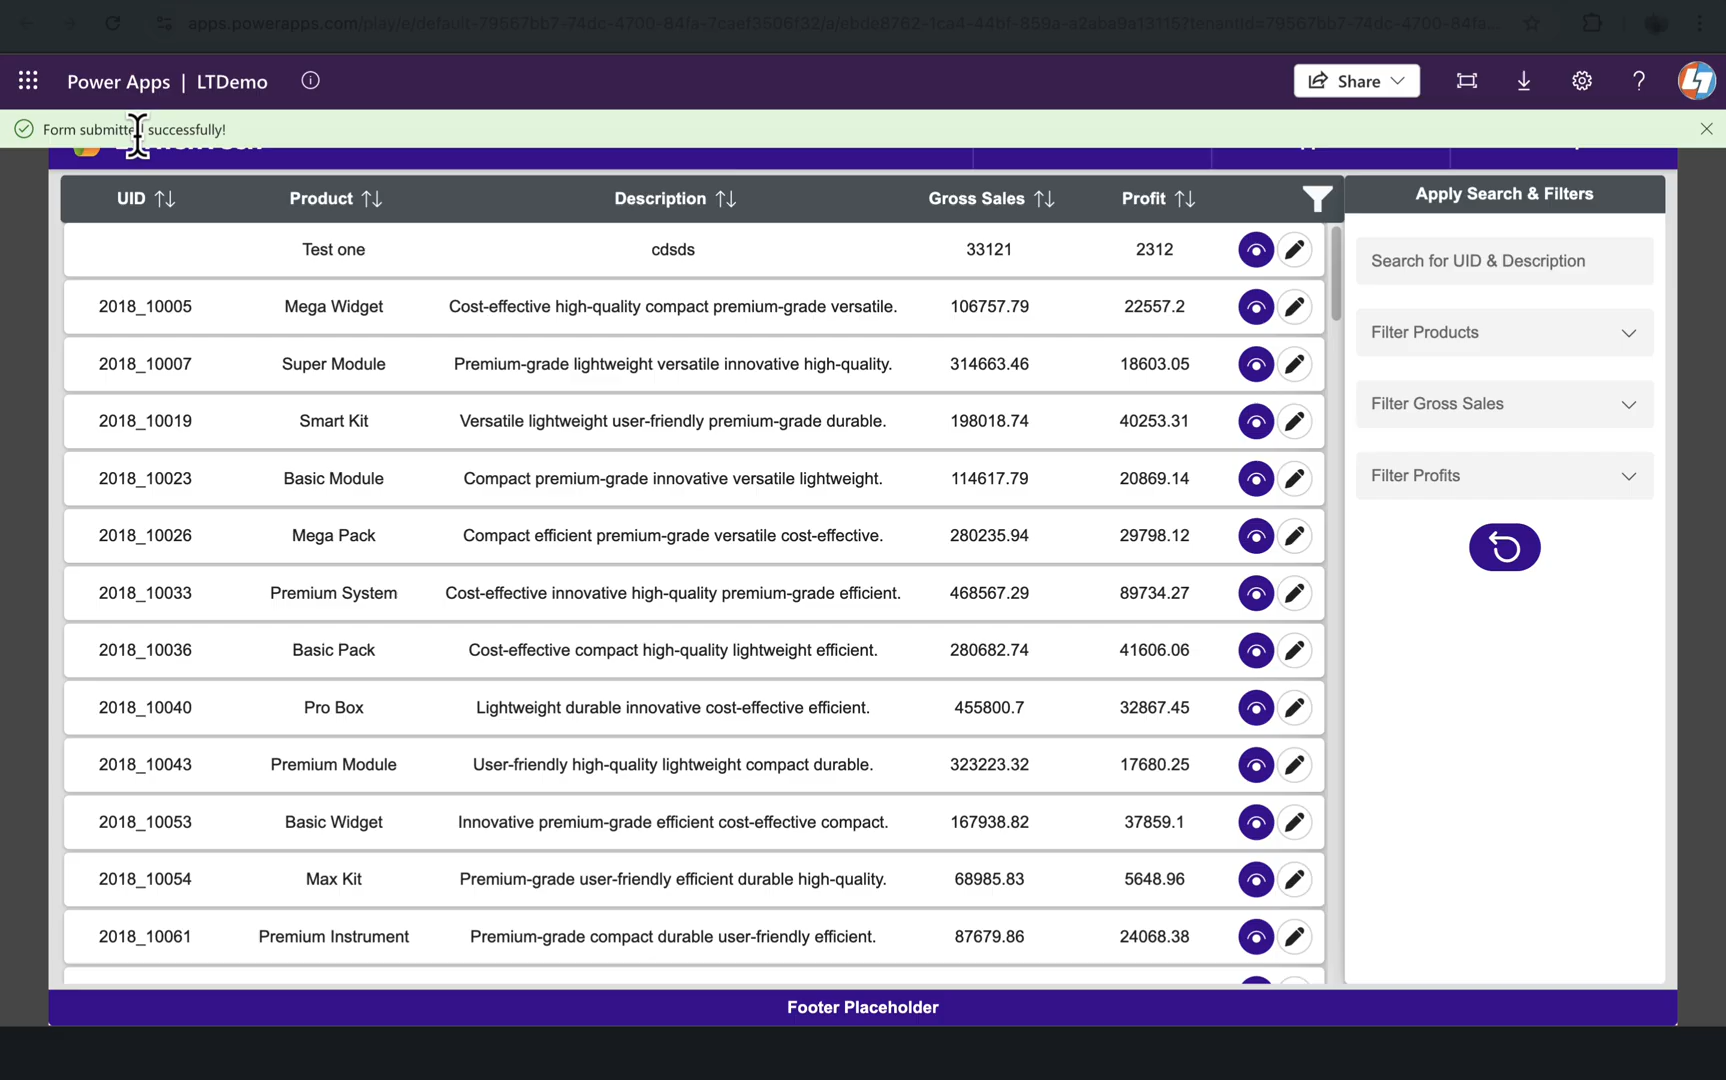 Power Apps | LTDemo
Share
Form submitted successfully!
UID Product Description Gross Sales Profit
Test one cdsds 33121 2312
2018_10005 Mega Widget Cost-effective high-quality compact premium-grade versatile. 106757.79 22557.2
2018_10007 Super Module Premium-grade lightweight versatile innovative high-quality. 314663.46 18603.05
2018_10019 Smart Kit Versatile lightweight user-friendly premium-grade durable. 198018.74 40253.31
2018_10023 Basic Module Compact premium-grade innovative versatile lightweight. 114617.79 20869.14
2018_10026 Mega Pack Compact efficient premium-grade versatile cost-effective. 280235.94 29798.12
2018_10033 Premium System Cost-effective innovative high-quality premium-grade efficient. 468567.29 89734.27
2018_10036 Basic Pack Cost-effective compact high-quality lightweight efficient. 280682.74 41606.06
2018_10040 Pro Box Lightweight durable innovative cost-effective efficient. 455800.7 32867.45
2018_10043 Premium Module User-friendly high-quality lightweight compact durable. 323223.32 17680.25
2018_10053 Basic Widget Innovative premium-grade efficient cost-effective compact. 167938.82 37859.1
2018_10054 Max Kit Premium-grade user-friendly efficient durable high-quality. 68985.83 5648.96
2018_10061 Premium Instrument Premium-grade compact durable user-friendly efficient. 87679.86 24068.38
Apply Search & Filters
Search for UID & Description
Filter Products
Filter Gross Sales
Filter Profits
Footer Placeholder